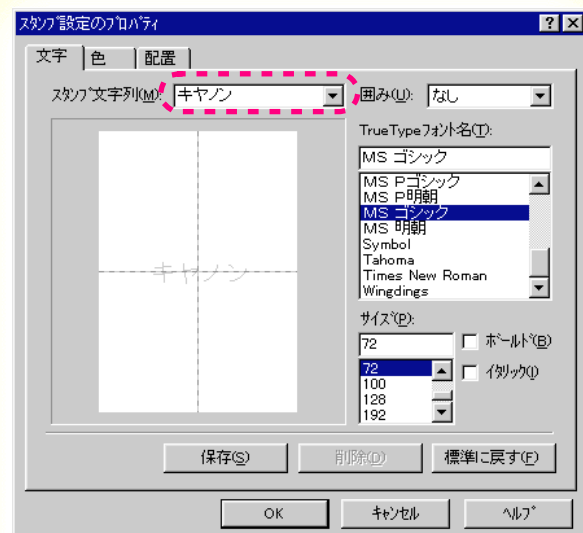 スタンプ設定のプロパティ
文字 色 配置
スタンプ文字列(M): キヤノン 囲み(U): なし
キヤノン
TrueTypeフォント名(T):
MS ゴシック
MS Pゴシック
MS P明朝
MS ゴシック
MS 明朝
Symbol
Tahoma
Times New Roman
Wingdings
サイズ(P):
72 ボールド(B)
72 イタリック(I)
100
128
192
保存(S) 削除(D) 標準に戻す(F)
OK キャンセル ヘルプ